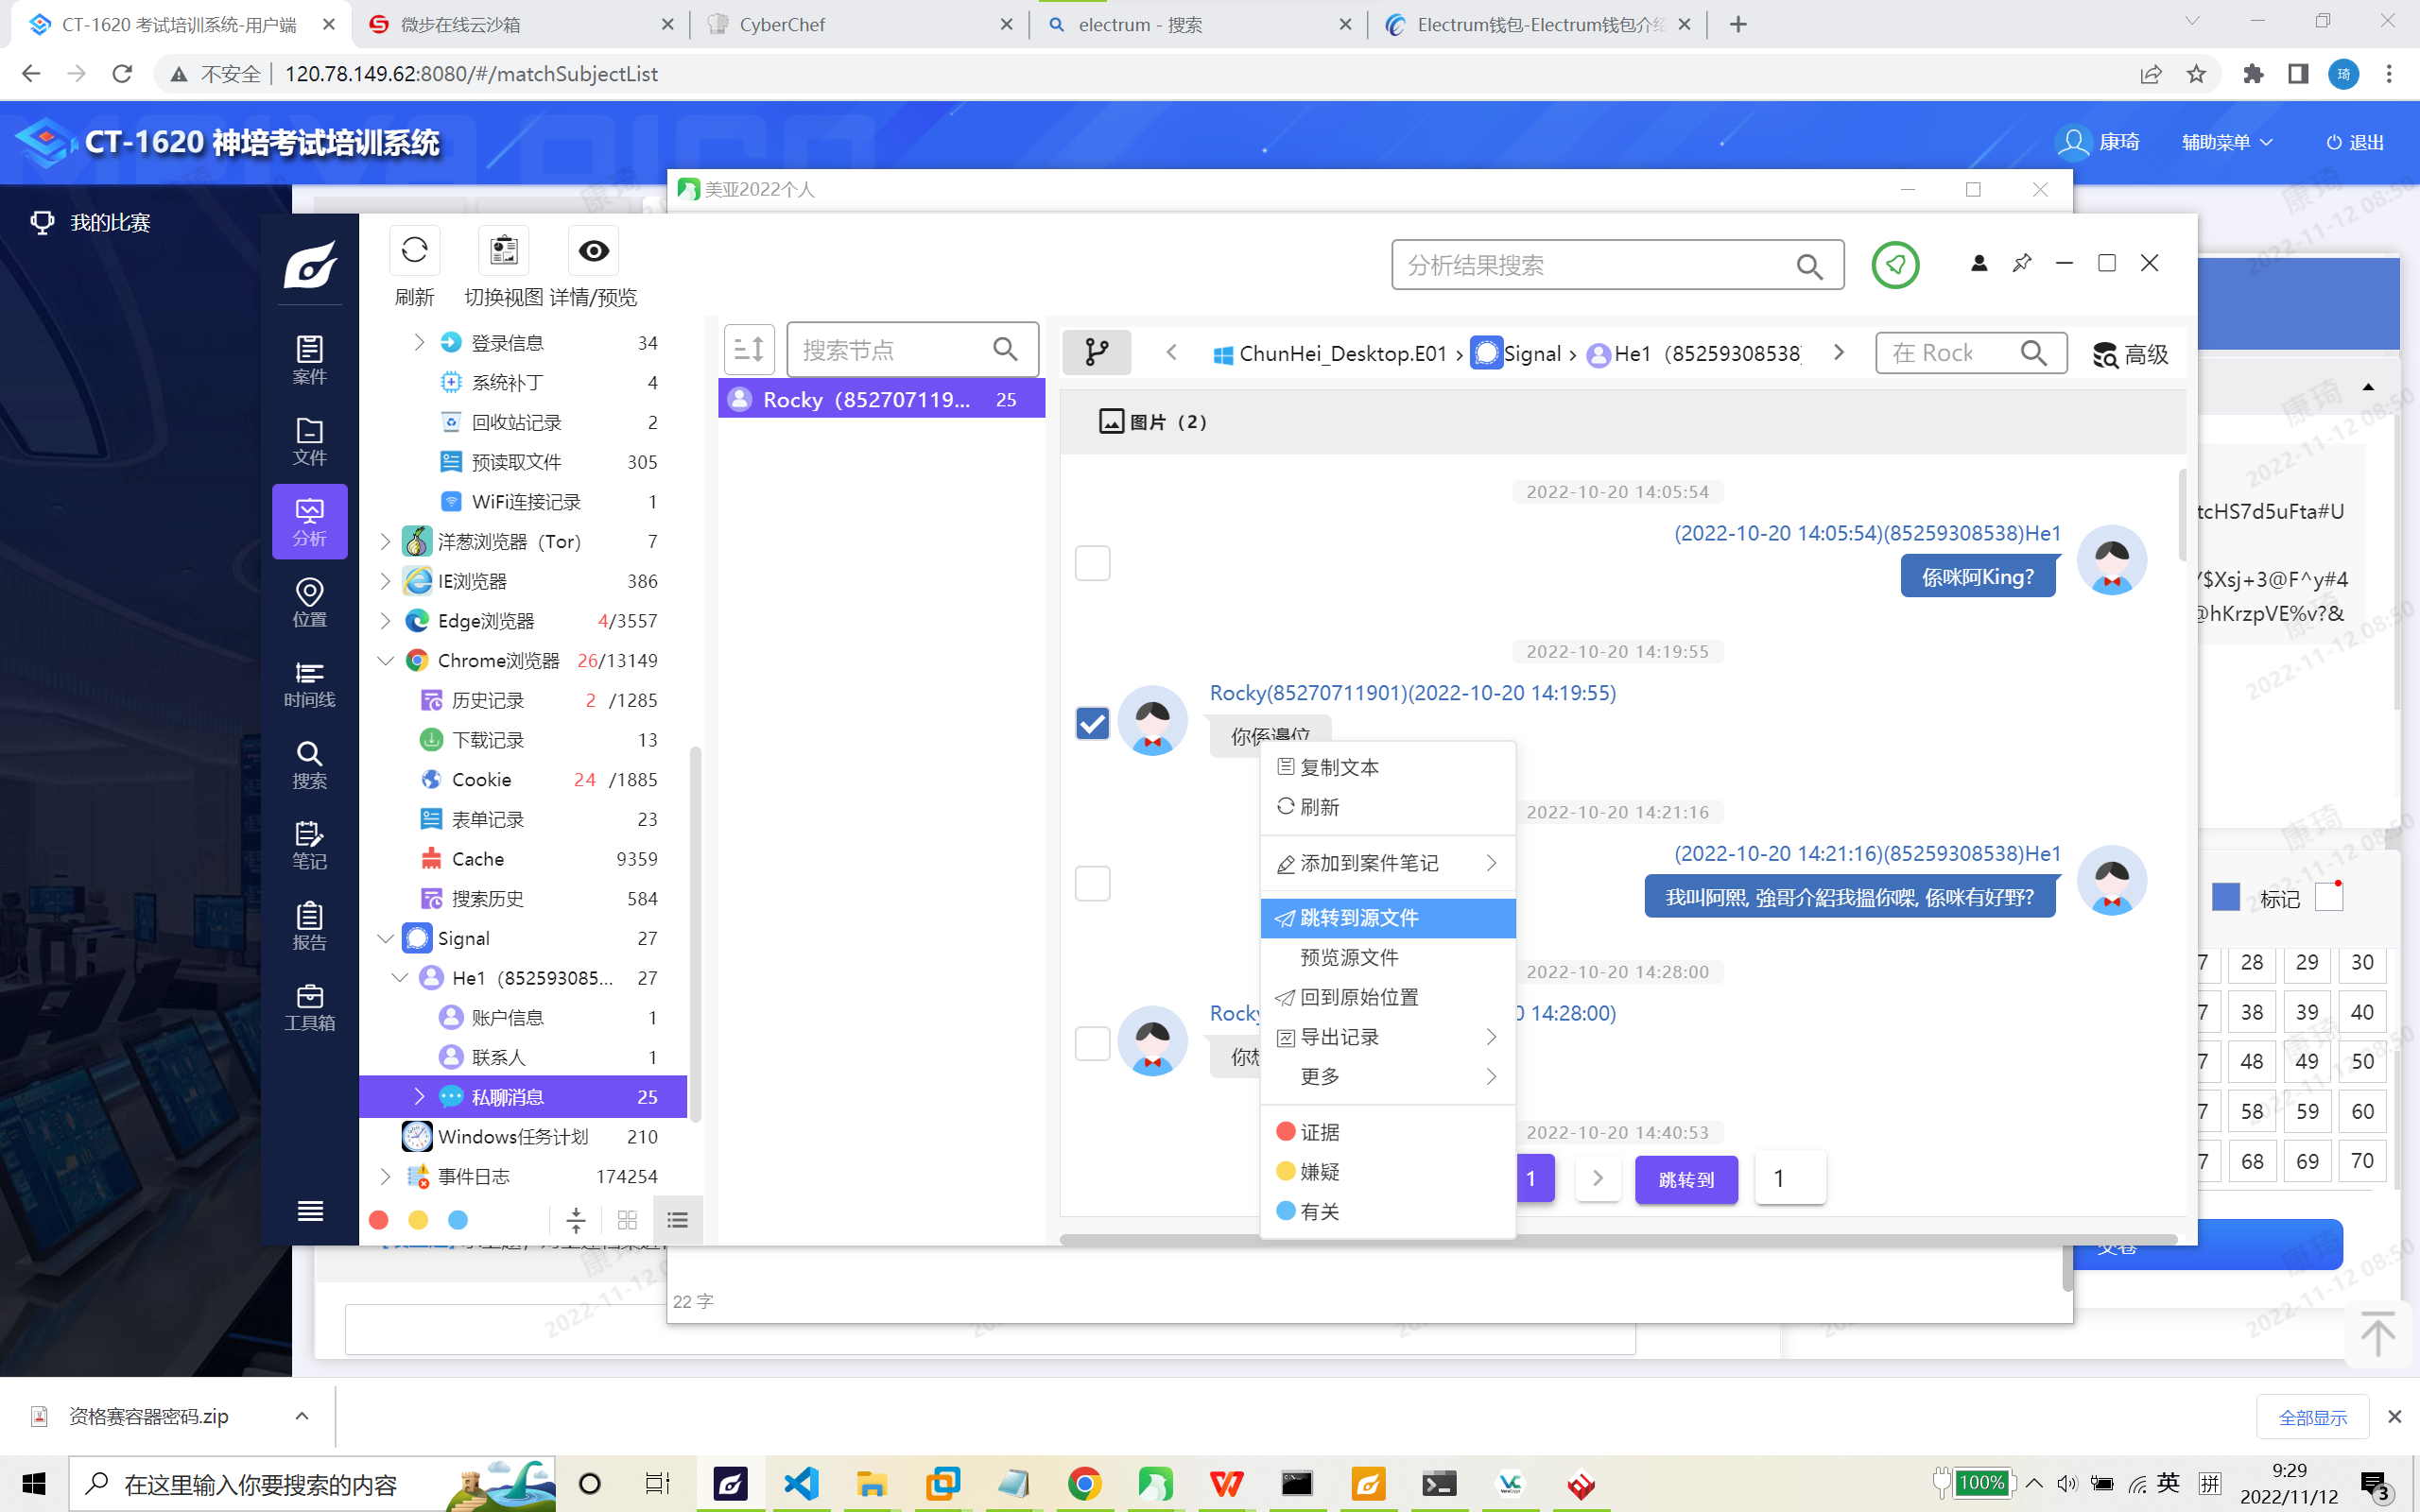 CT-1620 考试培训系统-用户端
微步在线云沙箱
CyberChef
electrum - 搜索
Electrum钱包-Electrum钱包介绍
不安全
120.78.149.62:8080/#/matchSubjectList
琦
CT-1620 神培考试培训系统
康琦
辅助菜单
退出
我的比赛
美亚2022个人
刷新
切换视图
详情/预览
分析结果搜索
案件
文件
分析
位置
时间线
搜索
笔记
报告
工具箱
登录信息 34
系统补丁 4
回收站记录 2
预读取文件 305
WiFi连接记录 1
洋葱浏览器（Tor） 7
IE浏览器 386
Edge浏览器 4/3557
Chrome浏览器 26/13149
历史记录 2 /1285
下载记录 13
Cookie 24 /1885
表单记录 23
Cache 9359
搜索历史 584
Signal 27
He1（852593085... 27
账户信息 1
联系人 1
私聊消息 25
Windows任务计划 210
事件日志 174254
搜索节点
Rocky（852707119... 25
ChunHei_Desktop.E01 › Signal › He1（85259308538
在 Rock
高级
图片（2）
2022-10-20 14:05:54
(2022-10-20 14:05:54)(85259308538)He1
係咪阿King?
2022-10-20 14:19:55
Rocky(85270711901)(2022-10-20 14:19:55)
你係邊位
2022-10-20 14:21:16
(2022-10-20 14:21:16)(85259308538)He1
我叫阿熙, 強哥介紹我搵你㗎, 係咪有好野?
2022-10-20 14:28:00
Rocky
0 14:28:00)
你想
2022-10-20 14:40:53
1
跳转到
1
复制文本
刷新
添加到案件笔记
跳转到源文件
预览源文件
回到原始位置
导出记录
更多
证据
嫌疑
有关
tcHS7d5uFta#U
/$Xsj+3@F^y#4
@hKrzpVE%v?&
标记
7 28 29 30
7 38 39 40
7 48 49 50
7 58 59 60
7 68 69 70
交卷
22 字
康琦
2022-11-12 08:50
资格赛容器密码.zip
全部显示
在这里输入你要搜索的内容
100%
英
拼
9:29
2022/11/12
3